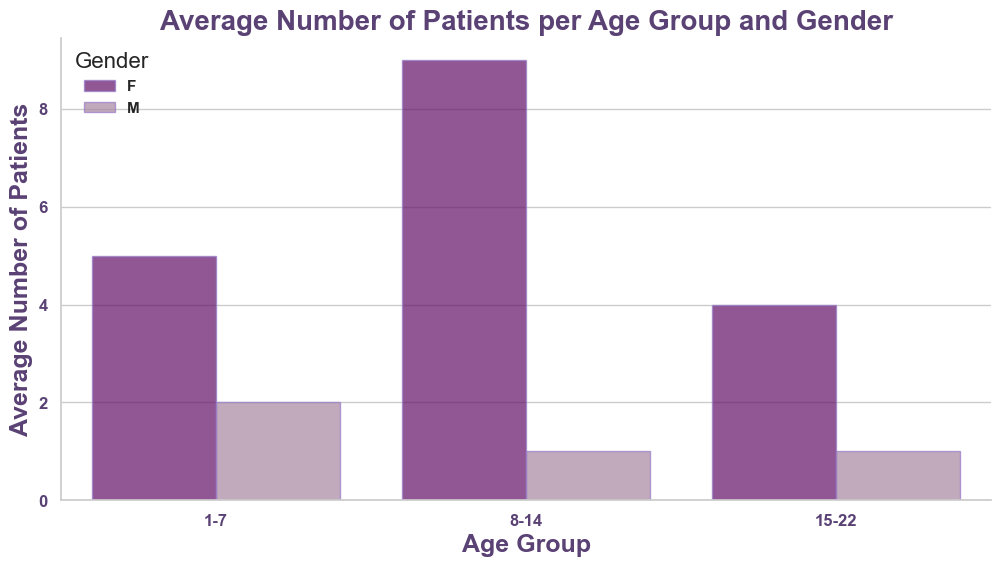 Average Number of Patients per Age Group and Gender
Gender
F
M
Average Number of Patients
8
6
4
2
0
1-7
8-14
15-22
Age Group